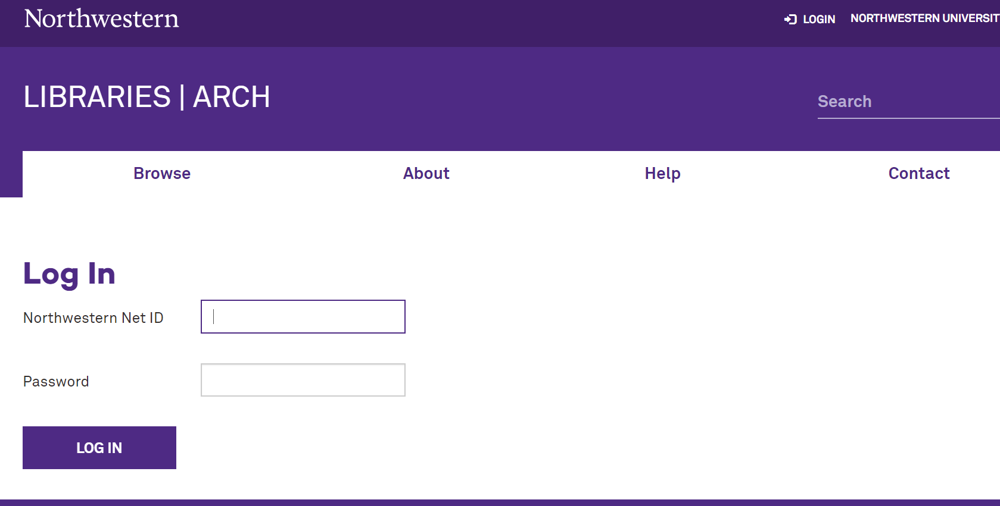 Northwestern
LOGIN NORTHWESTERN UNIVERSIT
LIBRARIES | ARCH
Search
Browse About Help Contact
Log In
Northwestern Net ID
Password
LOG IN